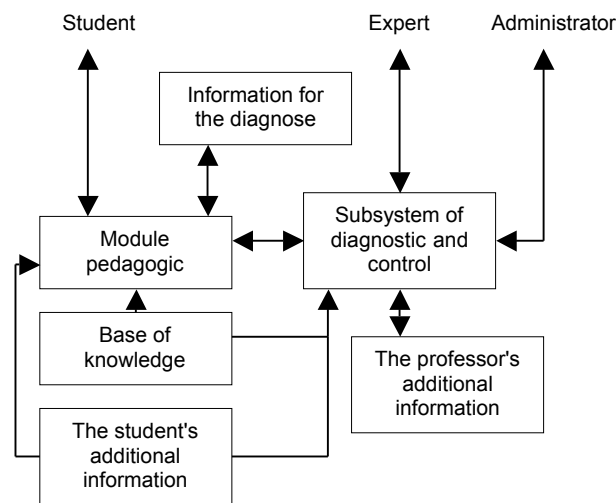 Student
Expert
Administrator
Information for
the diagnose
Subsystem of
diagnostic and
control
Module
pedagogic
Base of
knowledge
The professor's
additional
information
The student's
additional
information